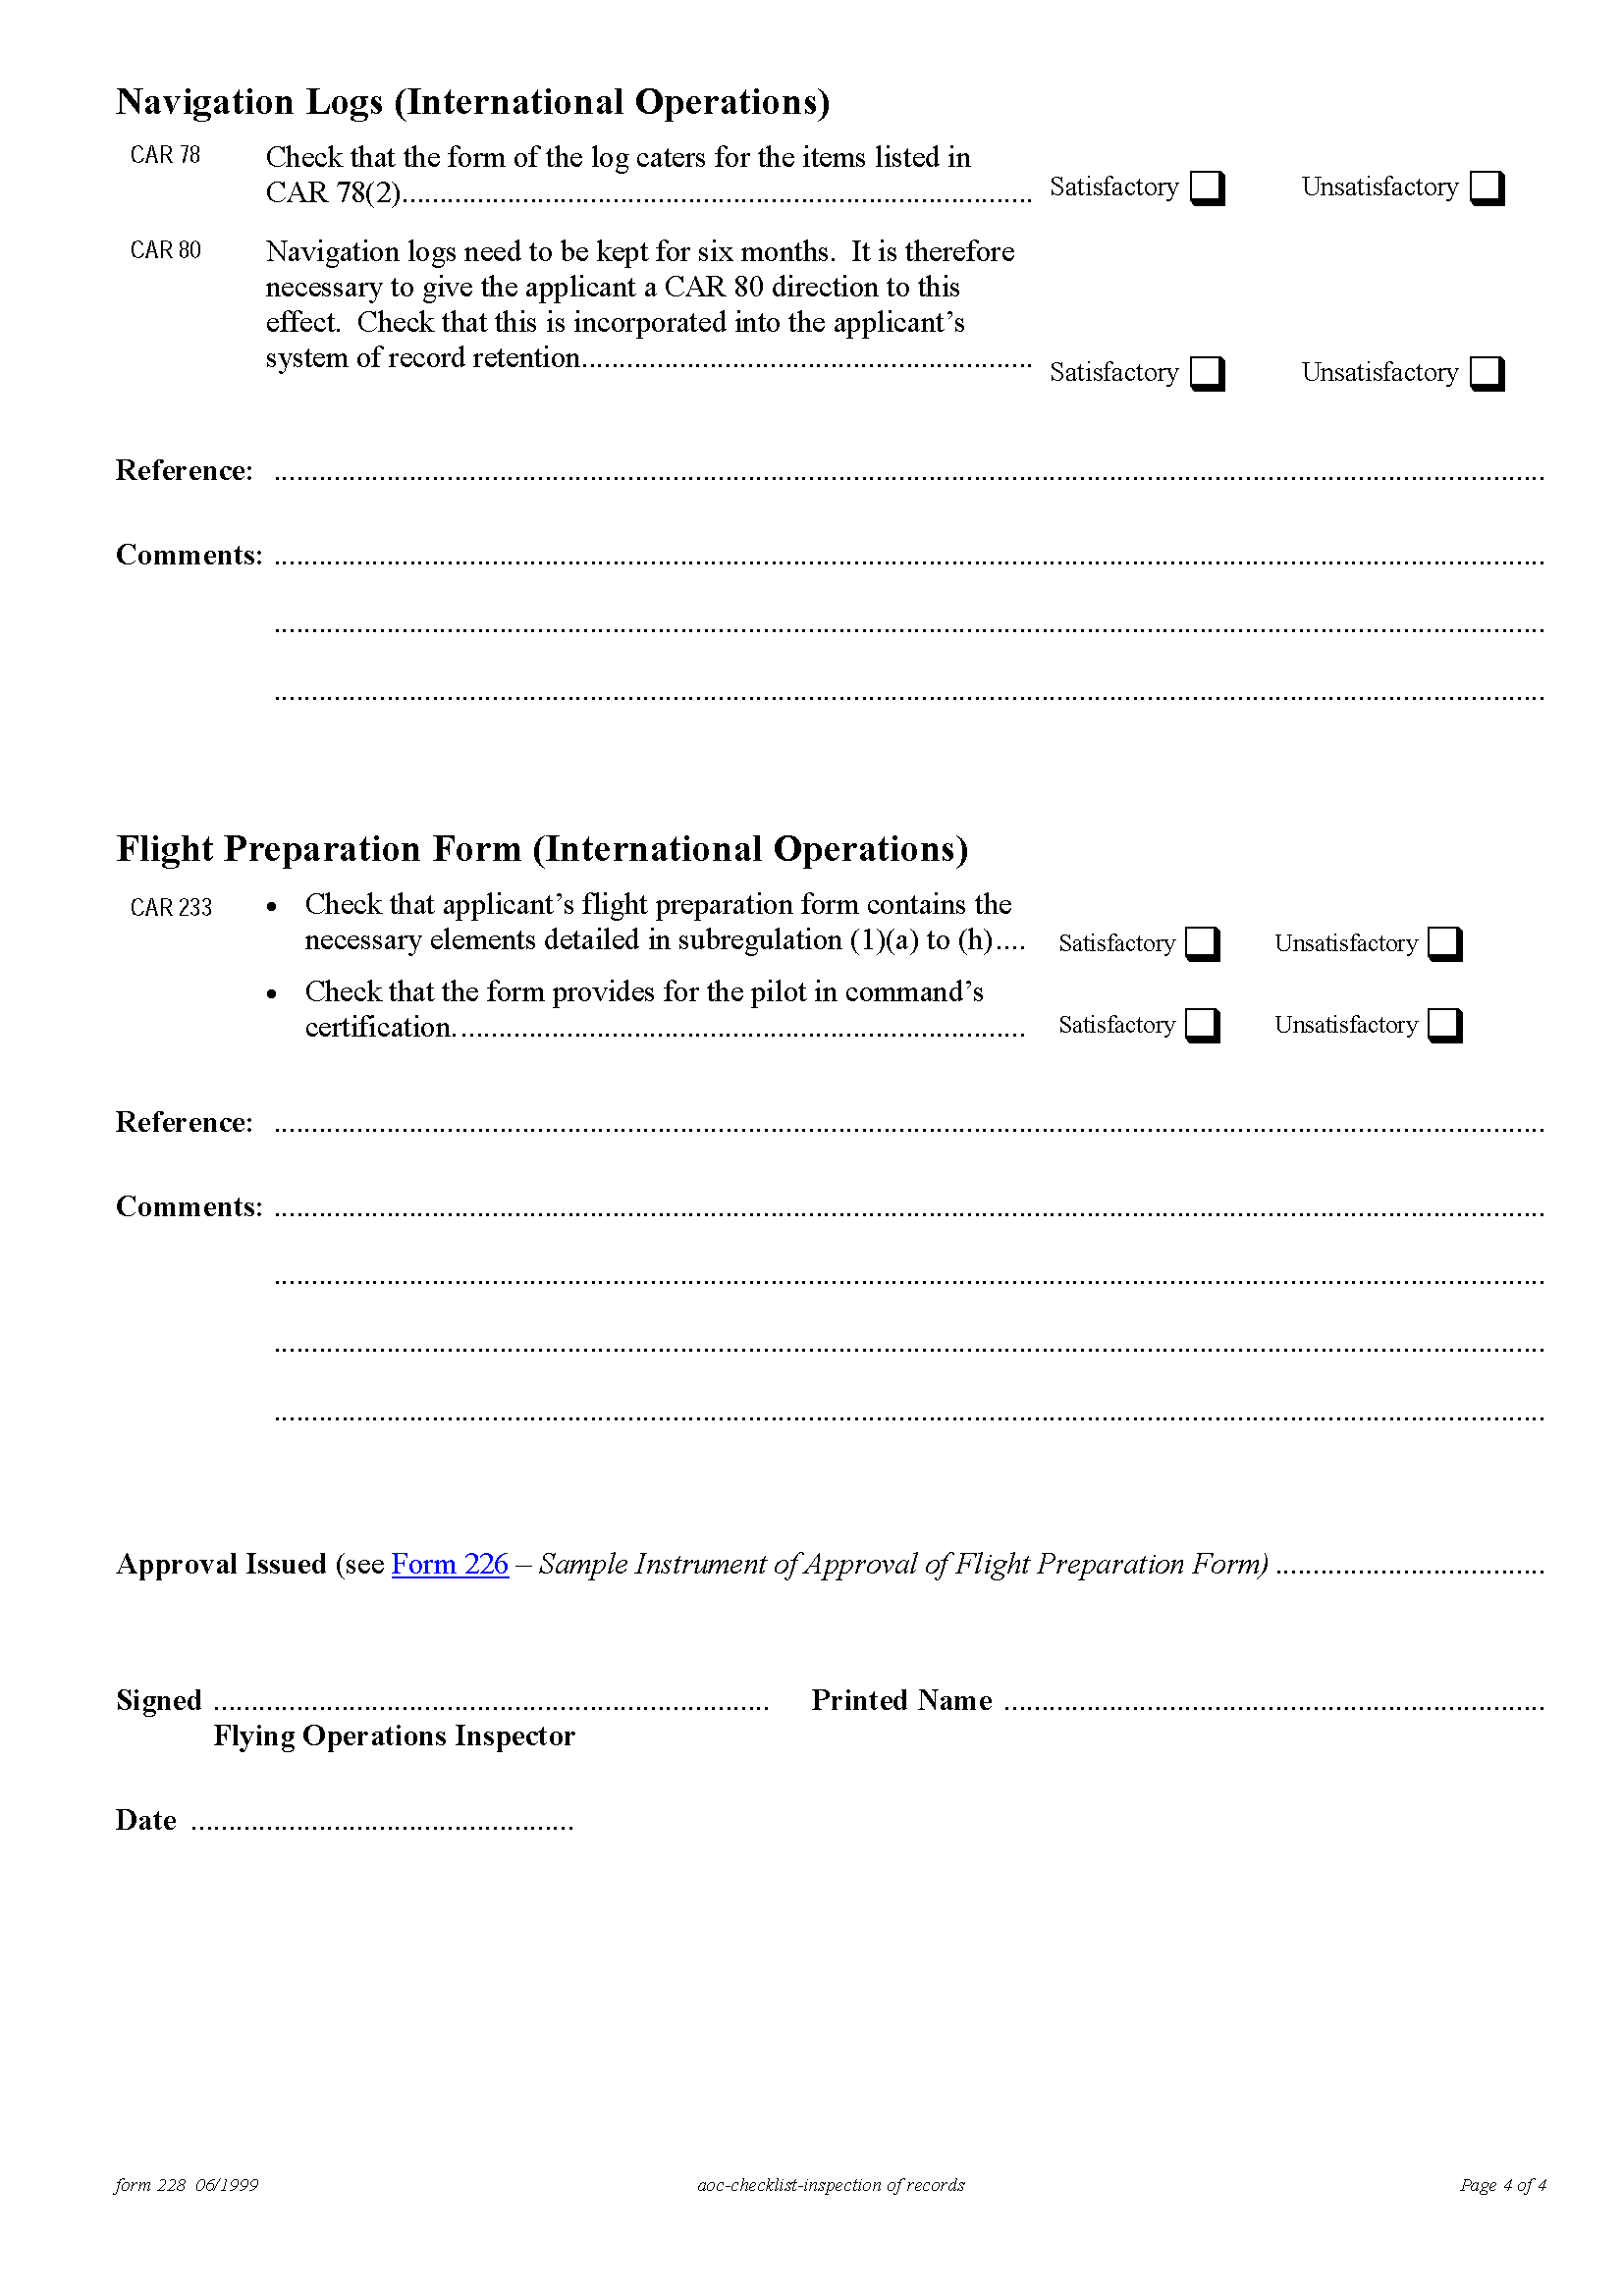 Navigation Logs (International Operations)
CAR 78 Check that the form of the log caters for the items listed in
CAR 78(2).................................................................................... Satisfactory Unsatisfactory
CAR 80 Navigation logs need to be kept for six months.  It is therefore
necessary to give the applicant a CAR 80 direction to this
effect.  Check that this is incorporated into the applicant’s
system of record retention............................................................ Satisfactory Unsatisfactory
Reference: ..........................................................................................................................................................................
Comments: ..........................................................................................................................................................................
..........................................................................................................................................................................
..........................................................................................................................................................................
Flight Preparation Form (International Operations)
CAR 233 • Check that applicant’s flight preparation form contains the
necessary elements detailed in subregulation (1)(a) to (h).... Satisfactory Unsatisfactory
• Check that the form provides for the pilot in command’s
certification............................................................................ Satisfactory Unsatisfactory
Reference: ..........................................................................................................................................................................
Comments: ..........................................................................................................................................................................
..........................................................................................................................................................................
..........................................................................................................................................................................
..........................................................................................................................................................................
Approval Issued (see Form 226 – Sample Instrument of Approval of Flight Preparation Form) ....................................
Signed .......................................................................... Printed Name ........................................................................
Flying Operations Inspector
Date ...................................................
form 228  06/1999 aoc-checklist-inspection of records Page 4 of 4